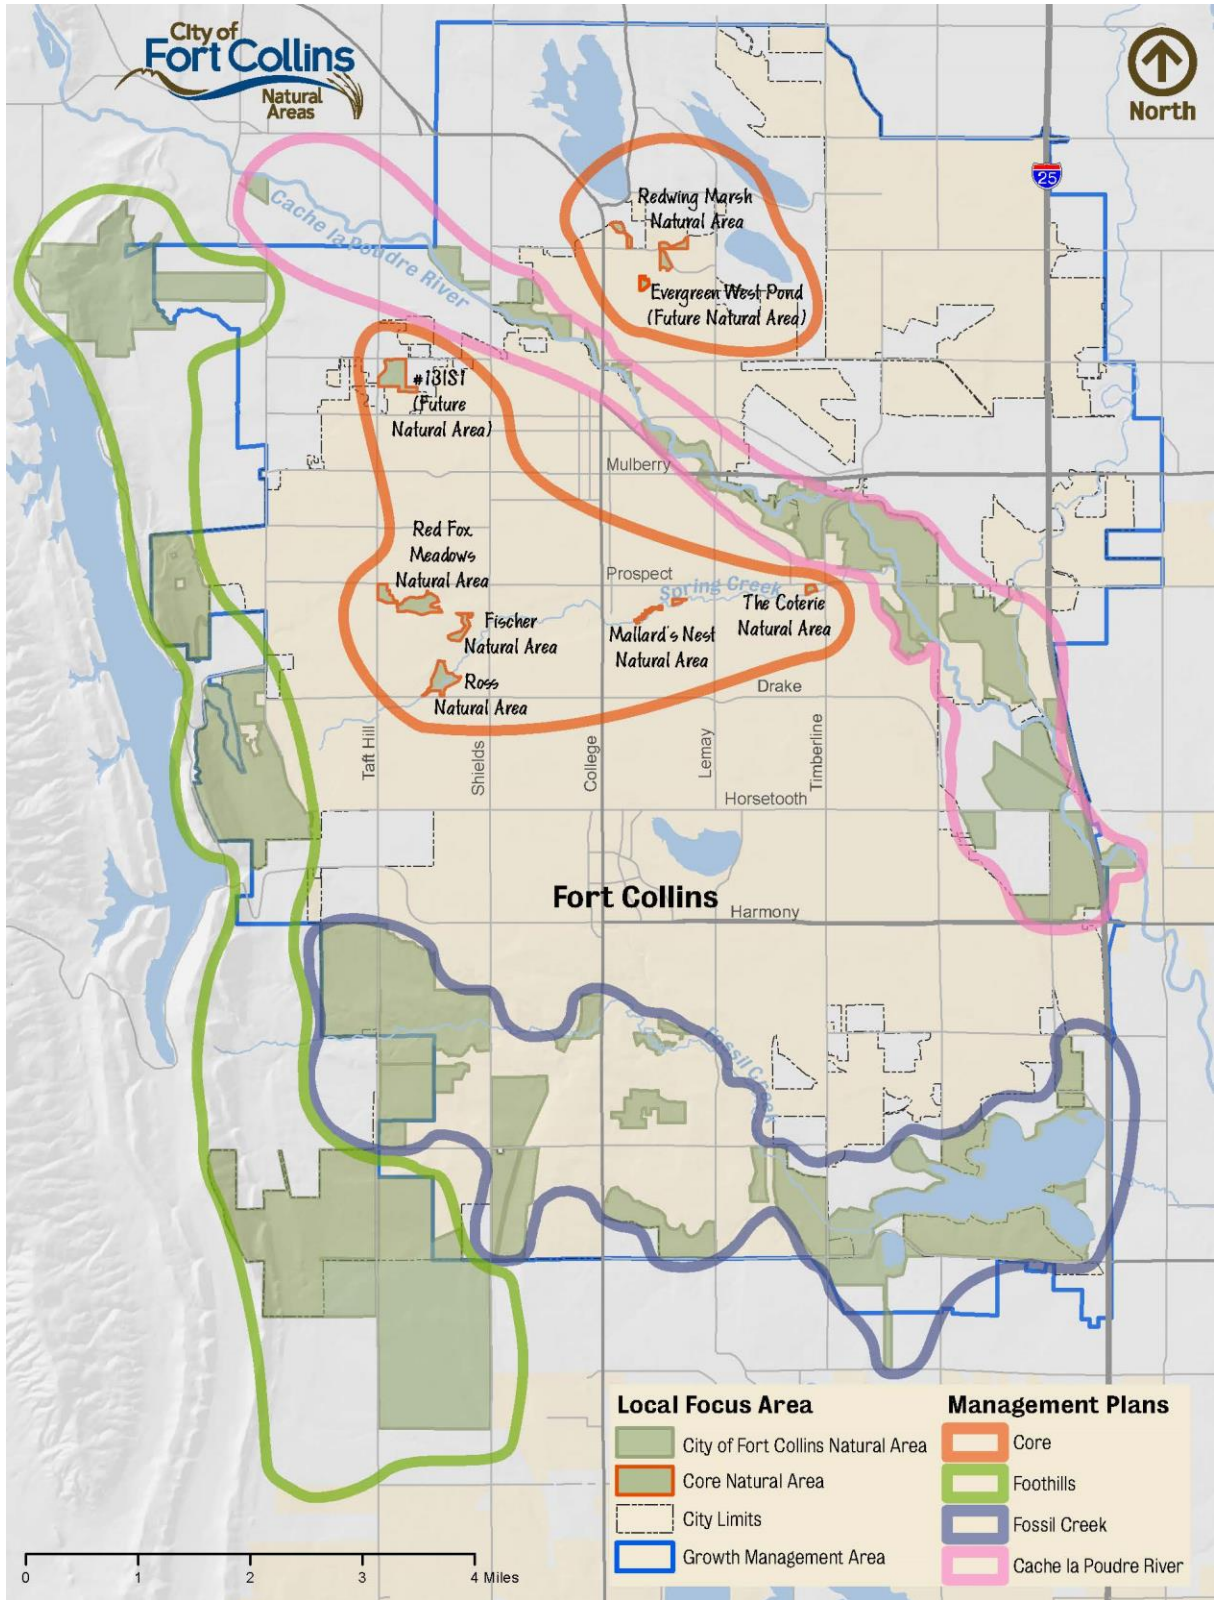 City of
Fort Collins
Natural
Areas
North
25
Cache la Poudre River
Redwing Marsh
Natural Area
Evergreen West Pond
(Future Natural Area)
#131S1
(Future
Natural Area)
Mulberry
Red Fox
Meadows
Natural Area
Prospect
Spring Creek
The Coterie
Natural Area
Fischer
Natural Area
Mallard's Nest
Natural Area
Ross
Natural Area
Drake
Taft Hill
Shields
College
Lemay
Timberline
Horsetooth
Fort Collins
Harmony
Fossil Creek
Local Focus Area
City of Fort Collins Natural Area
Core Natural Area
City Limits
Growth Management Area
Management Plans
Core
Foothills
Fossil Creek
Cache la Poudre River
0 1 2 3 4 Miles